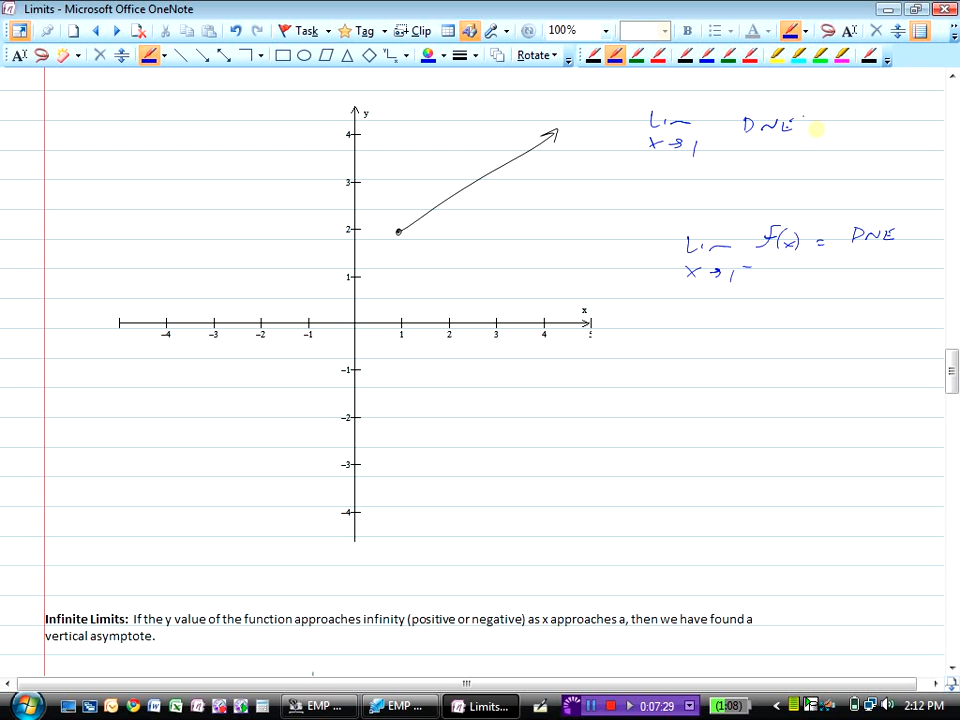 Limits - Microsoft Office OneNote
Task Tag Clip 100% B A A
A Rotate
y
4
3
2
1
x
-4 -3 -2 -1 1 2 3 4
-1
-2
-3
-4
Lim DNE
x→1
Lim f(x) = DNE
x→1⁻
Infinite Limits: If the y value of the function approaches infinity (positive or negative) as x approaches a, then we have found a
vertical asymptote.
EMP ... EMP ... Limits... 0:07:29 (1:08) 2:12 PM